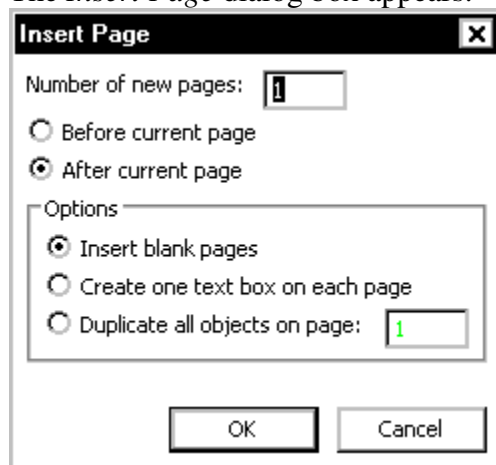 The Insert Page dialog box appears.
Insert Page
Number of new pages: 1
Before current page
After current page
Options
Insert blank pages
Create one text box on each page
Duplicate all objects on page: 1
OK Cancel